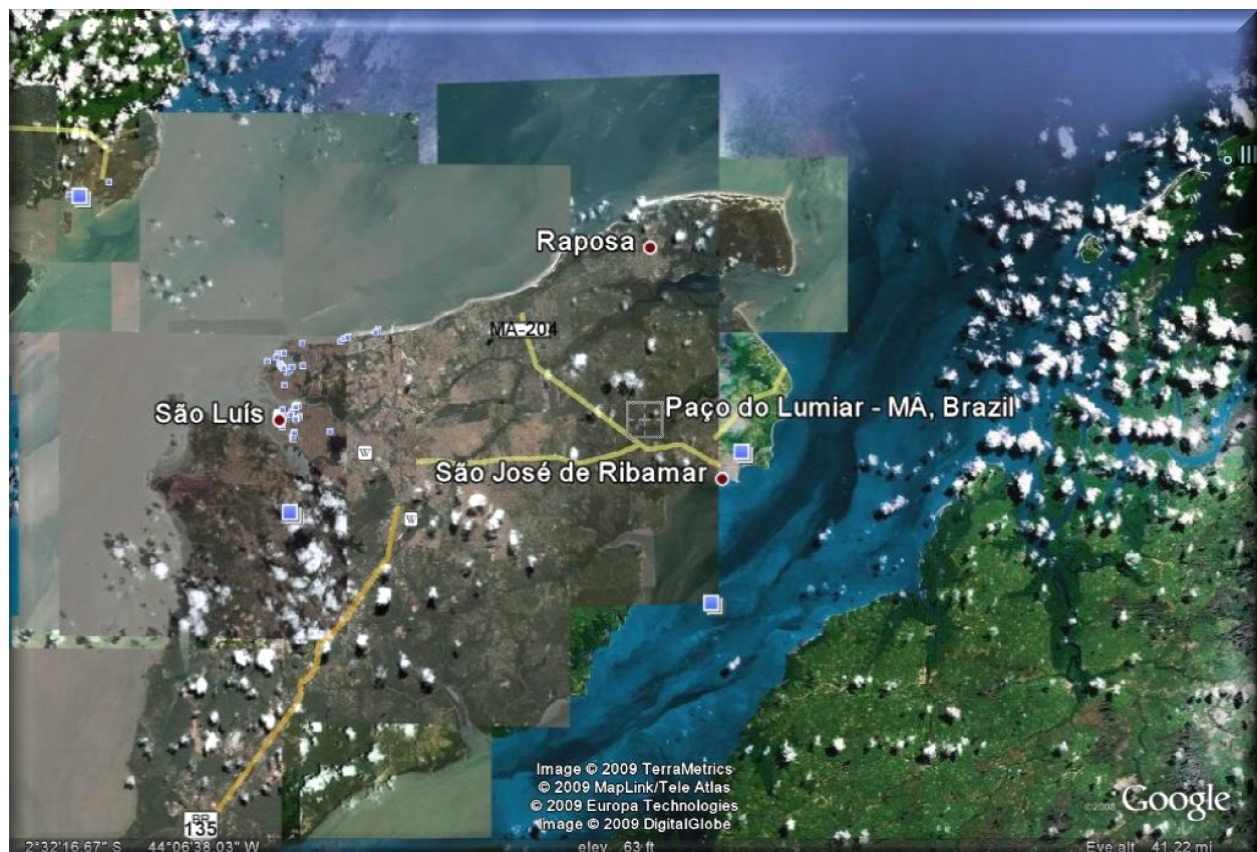 Raposa
MA-204
São Luís
Paço do Lumiar - MA, Brazil
São José de Ribamar
W
W
BR
135
Image © 2009 TerraMetrics
© 2009 MapLink/Tele Atlas
© 2009 Europa Technologies
Image © 2009 DigitalGlobe
©2008 Google
2°32'16.67" S 44°06'38.03" W elev 63 ft Eye alt 41.22 mi